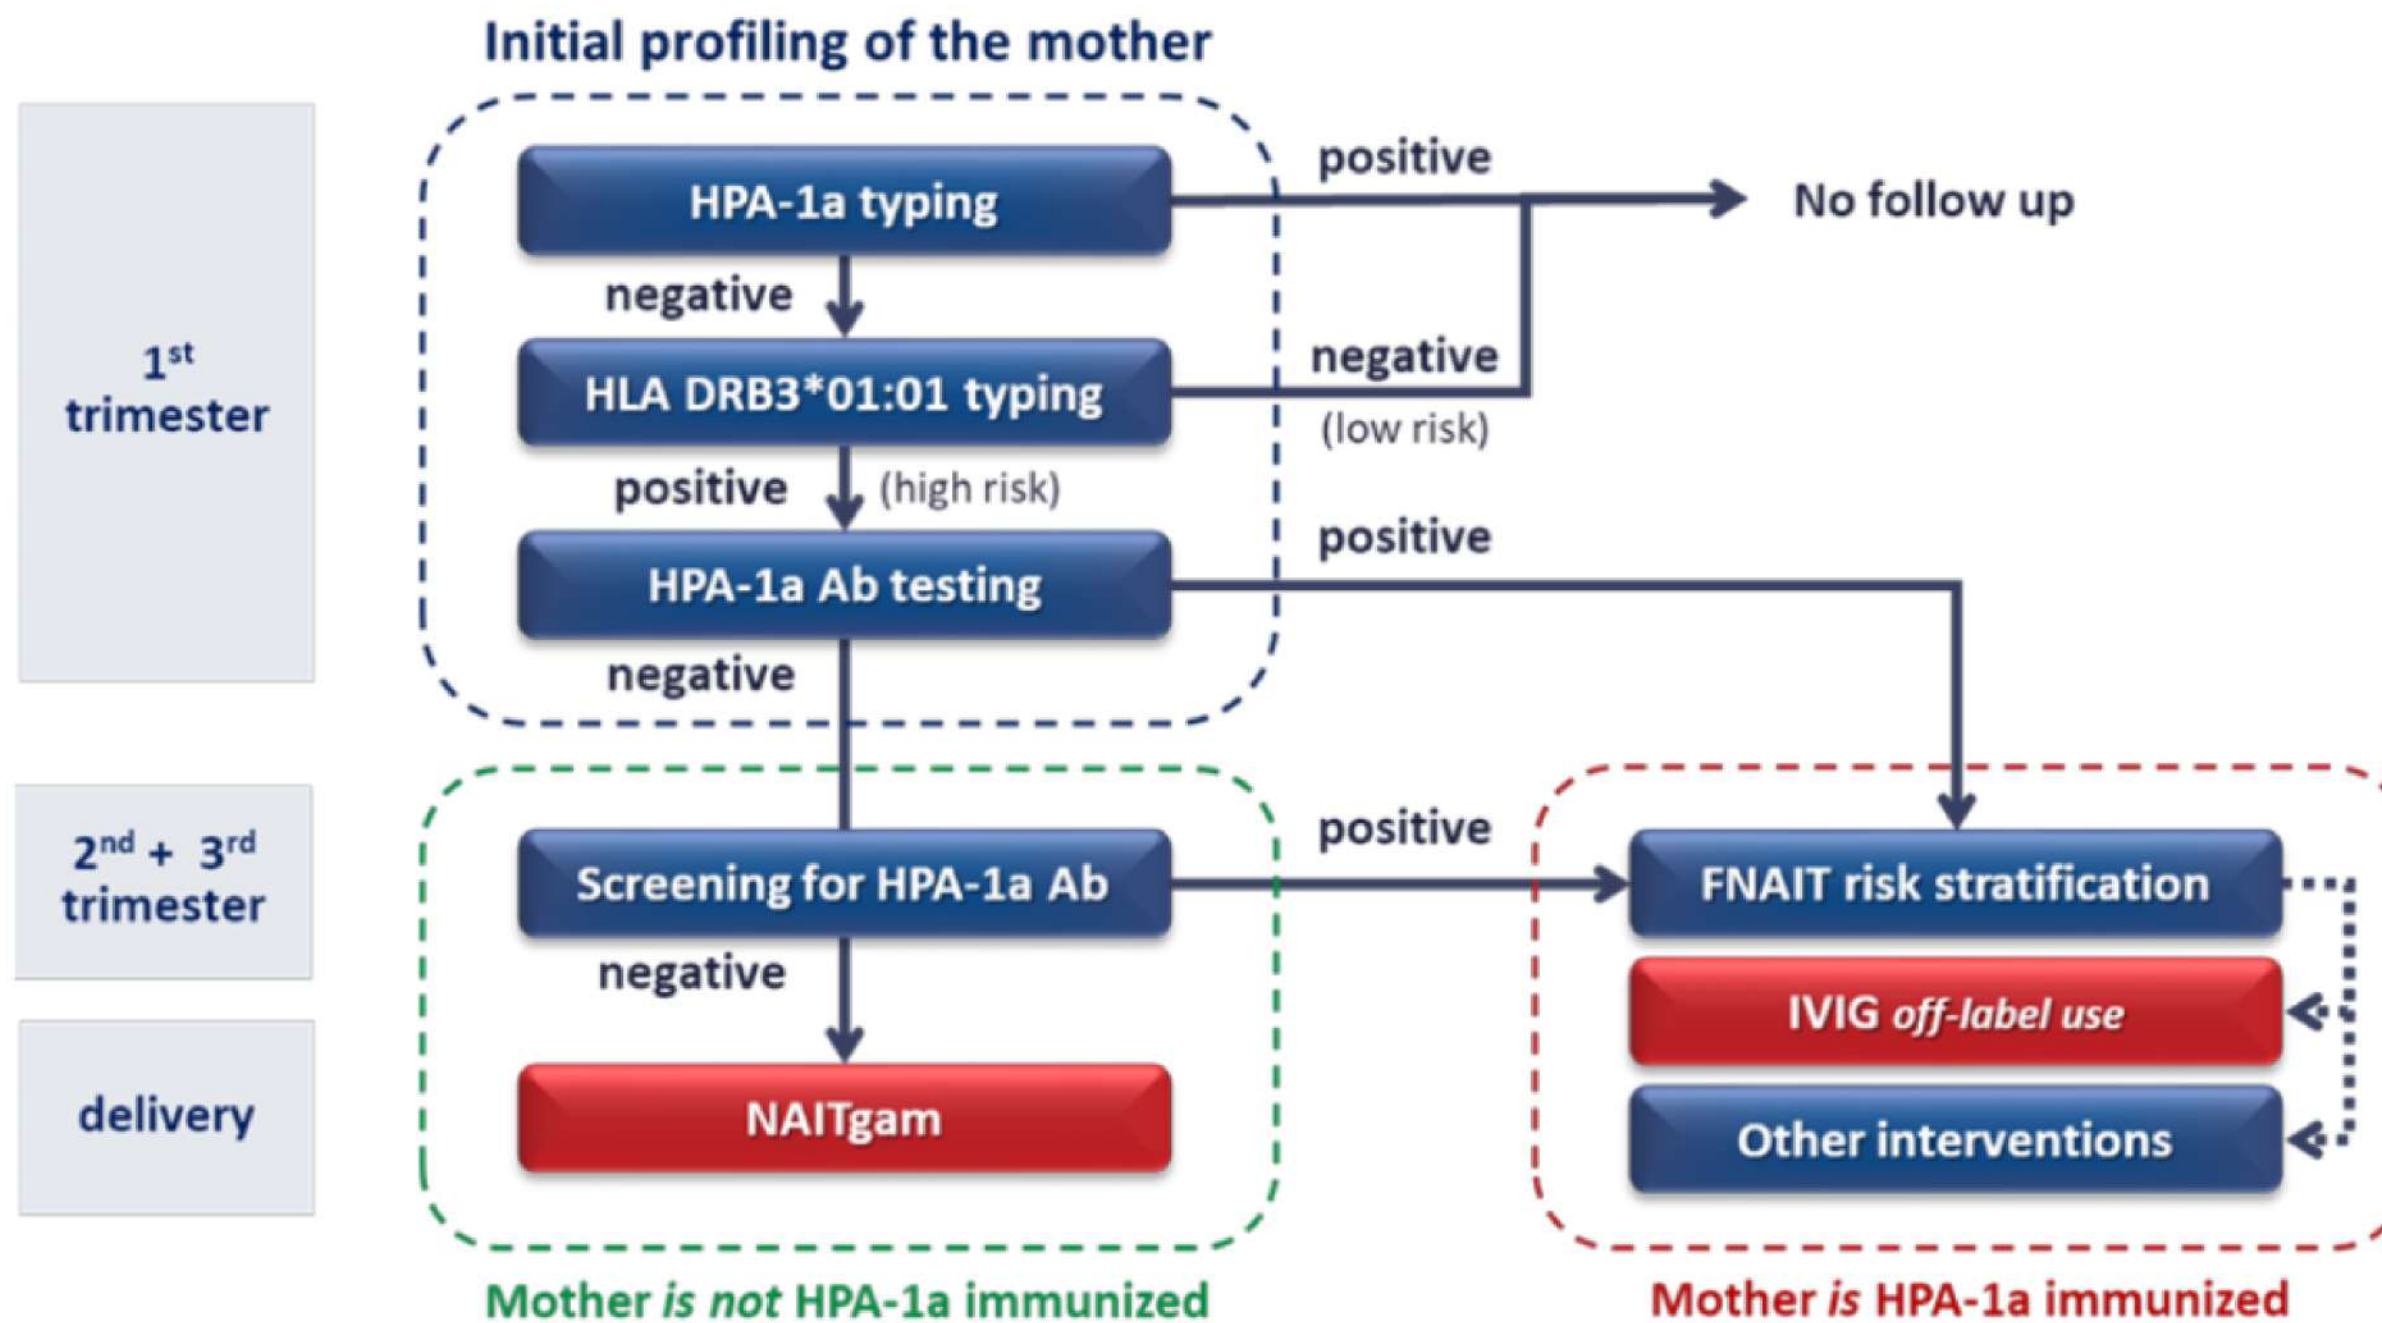 Initial profiling of the mother
1st
trimester
HPA-1a typing
positive
No follow up
negative
HLA DRB3*01:01 typing
negative
(low risk)
positive
(high risk)
HPA-1a Ab testing
positive
negative
2nd + 3rd
trimester
Screening for HPA-1a Ab
positive
FNAIT risk stratification
negative
IVIG off-label use
delivery
NAITgam
Other interventions
Mother is not HPA-1a immunized
Mother is HPA-1a immunized